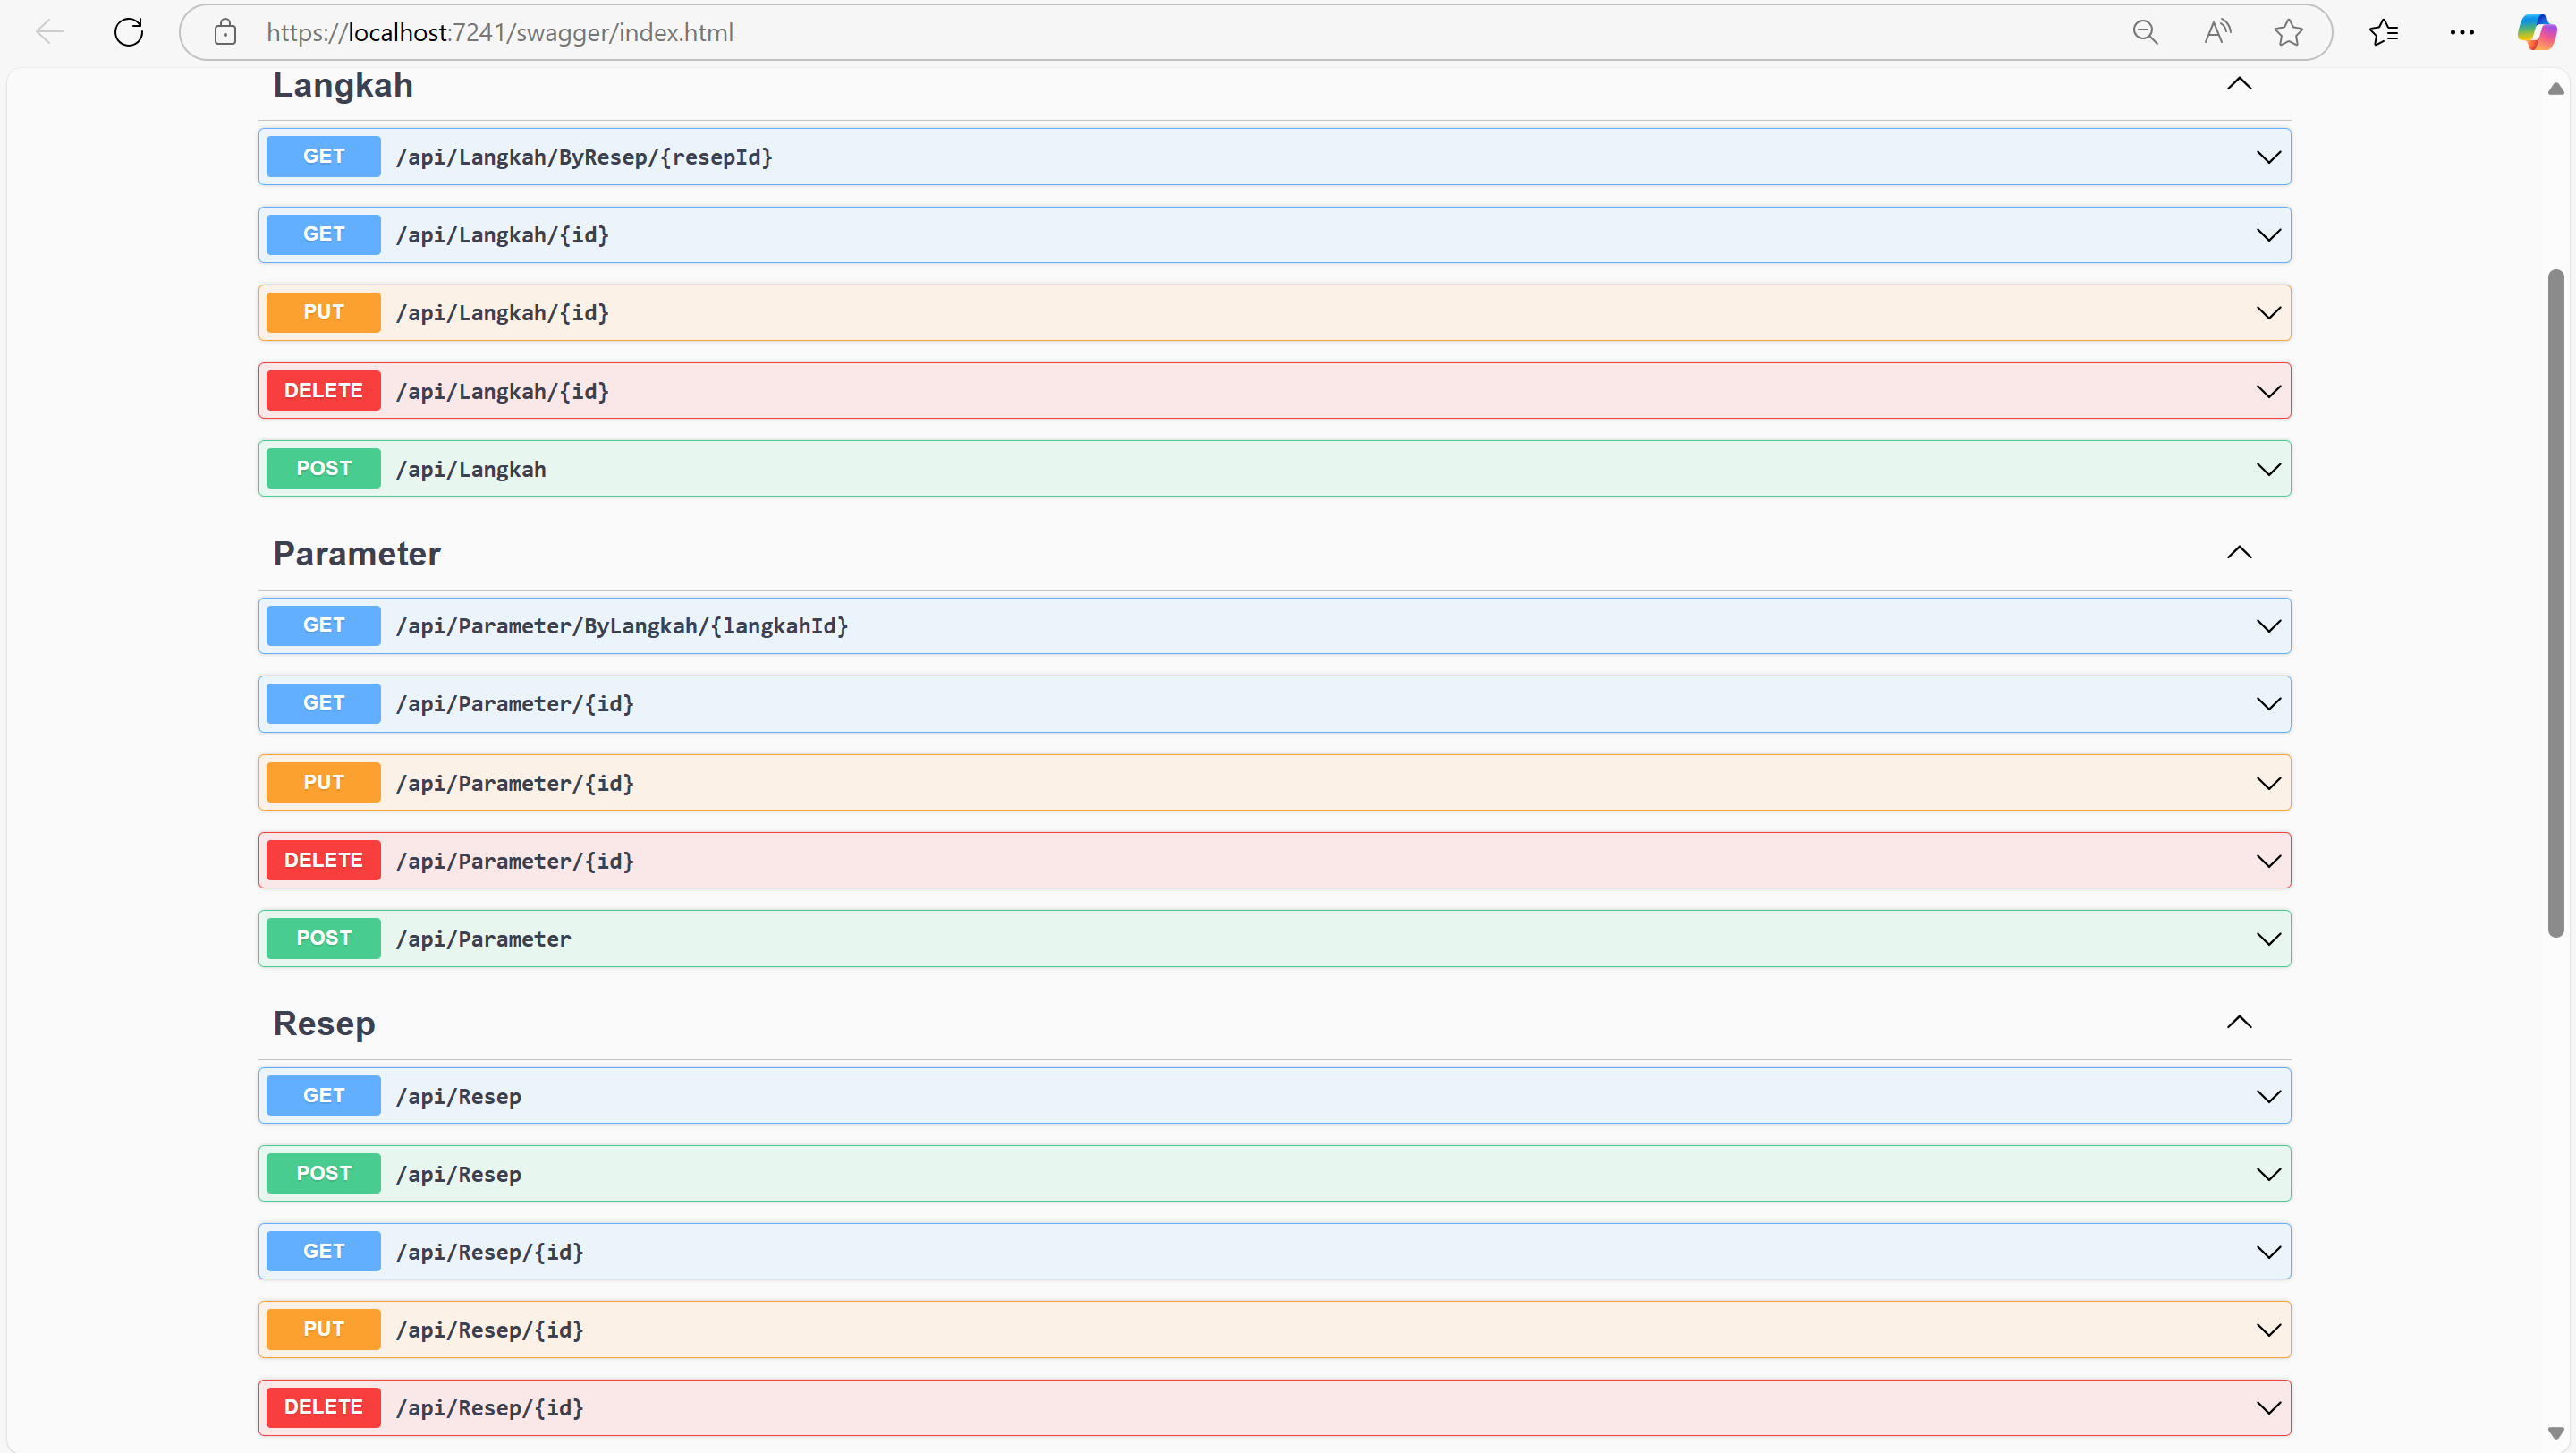 https://localhost:7241/swagger/index.html
Langkah
GET /api/Langkah/ByResep/{resepId}
GET /api/Langkah/{id}
PUT /api/Langkah/{id}
DELETE /api/Langkah/{id}
POST /api/Langkah
Parameter
GET /api/Parameter/ByLangkah/{langkahId}
GET /api/Parameter/{id}
PUT /api/Parameter/{id}
DELETE /api/Parameter/{id}
POST /api/Parameter
Resep
GET /api/Resep
POST /api/Resep
GET /api/Resep/{id}
PUT /api/Resep/{id}
DELETE /api/Resep/{id}